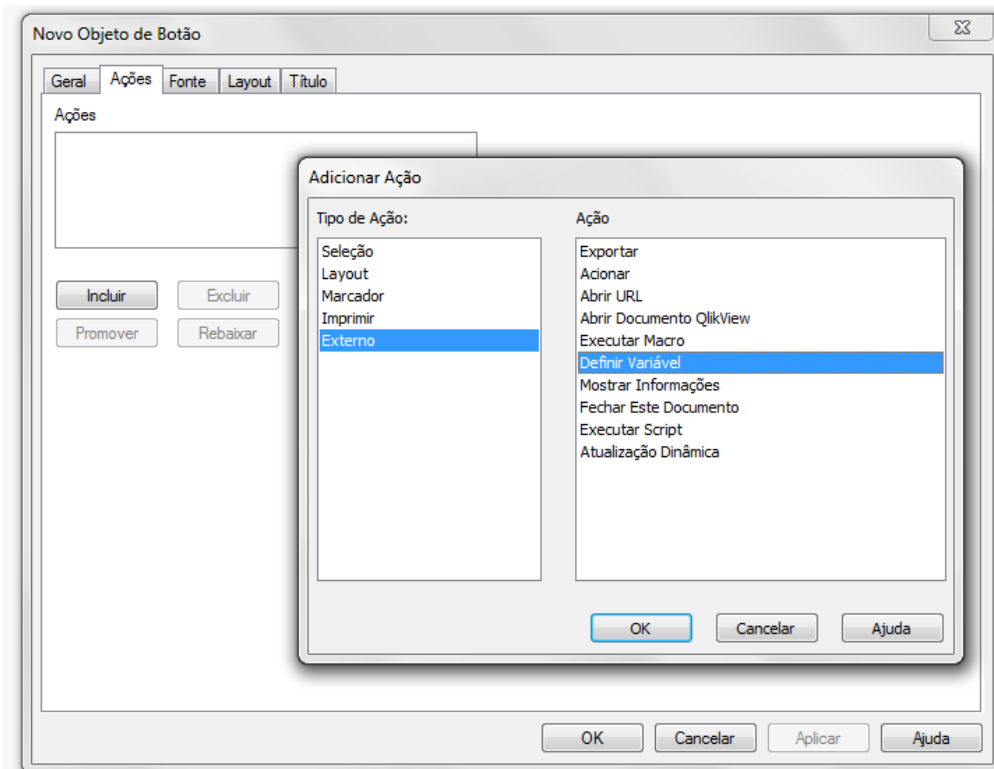 Novo Objeto de Botão
Geral Ações Fonte Layout Título
Ações
Incluir Excluir
Promover Rebaixar
Adicionar Ação
Tipo de Ação:
Seleção
Layout
Marcador
Imprimir
Externo
Ação
Exportar
Acionar
Abrir URL
Abrir Documento QlikView
Executar Macro
Definir Variável
Mostrar Informações
Fechar Este Documento
Executar Script
Atualização Dinâmica
OK Cancelar Ajuda
OK Cancelar Aplicar Ajuda